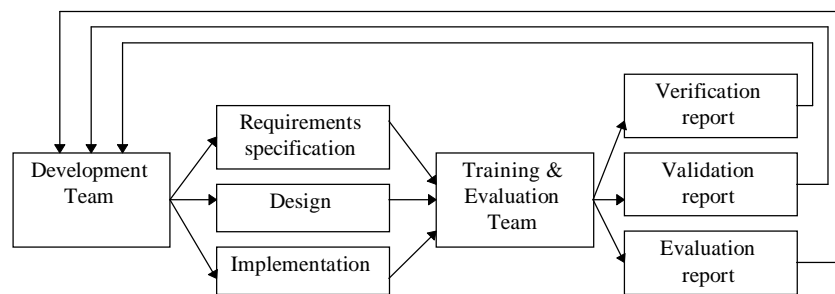 Development
Team
Requirements
specification
Design
Implementation
Training &
Evaluation
Team
Verification
report
Validation
report
Evaluation
report